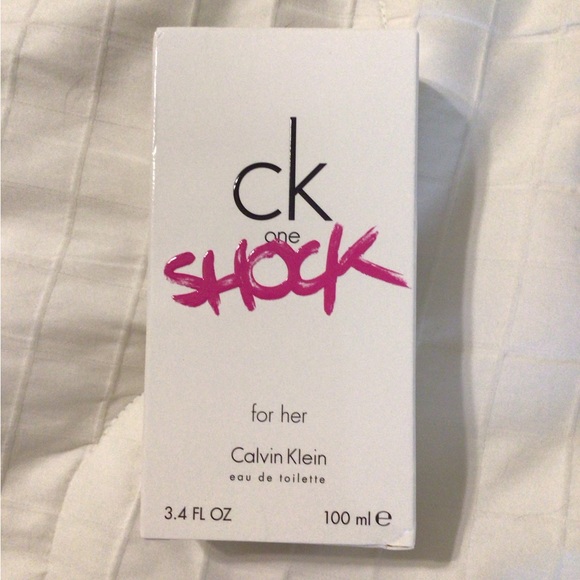 ck
one
SHOCK
for her
Calvin Klein
eau de toilette
3.4 FL OZ 100 ml ℮